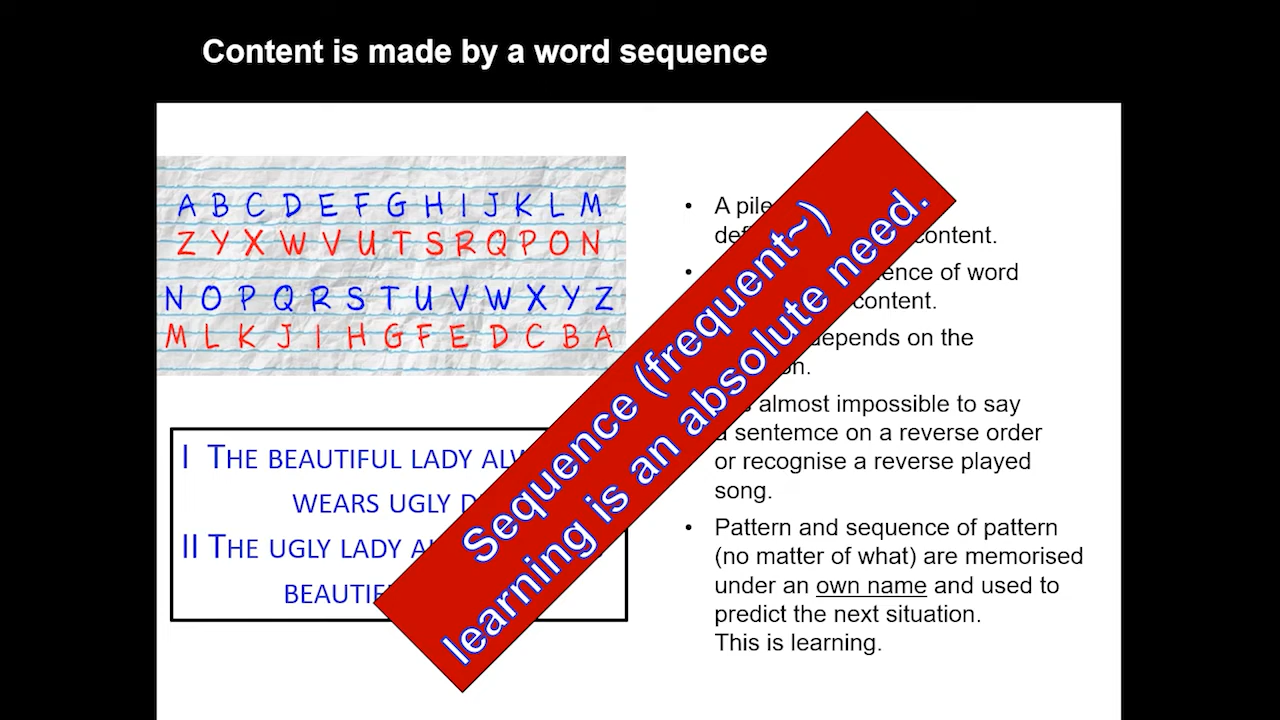 Content is made by a word sequence
A B C D E F G H I J K L M
Z Y X W V U T S R Q P O N
N O P Q R S T U V W X Y Z
M L K J I H G F E D C B A
I THE BEAUTIFUL LADY
WEARS UGLY
II THE UGLY LADY
• A pile
content.
• of word
content.
depends on the
almost impossible to say
a sentemce on a reverse order
or recognise a reverse played
song.
• Pattern and sequence of pattern
(no matter of what) are memorised
under an own name and used to
predict the next situation.
This is learning.
Sequence (frequent~)
learning is an absolute need.